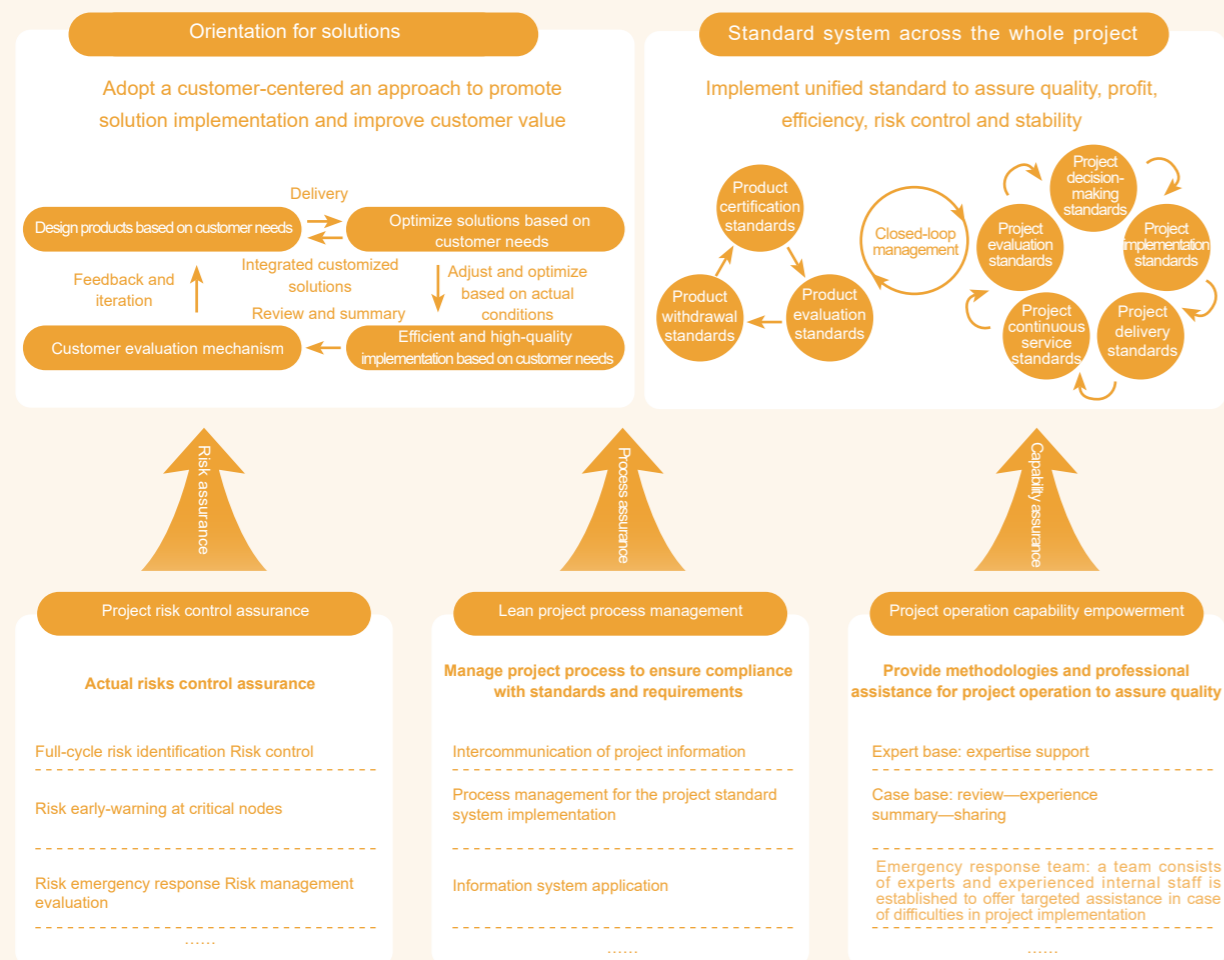 Orientation for solutions
Adopt a customer-centered an approach to promote
solution implementation and improve customer value
Delivery
Design products based on customer needs
Optimize solutions based on
customer needs
Feedback and
iteration
Integrated customized
solutions
Adjust and optimize
based on actual
conditions
Review and summary
Customer evaluation mechanism
Efficient and high-quality
implementation based on customer needs
Standard system across the whole project
Implement unified standard to assure quality, profit,
efficiency, risk control and stability
Product
certification
standards
Product
withdrawal
standards
Product
evaluation
standards
Closed-loop
management
Project
decision-
making
standards
Project
evaluation
standards
Project
implementation
standards
Project
continuous
service
standards
Project
delivery
standards
Risk assurance
Process assurance
Capability assurance
Project risk control assurance
Actual risks control assurance
Full-cycle risk identification Risk control
Risk early-warning at critical nodes
Risk emergency response Risk management
evaluation
......
Lean project process management
Manage project process to ensure compliance
with standards and requirements
Intercommunication of project information
Process management for the project standard
system implementation
Information system application
......
Project operation capability empowerment
Provide methodologies and professional
assistance for project operation to assure quality
Expert base: expertise support
Case base: review—experience
summary—sharing
Emergency response team: a team consists
of experts and experienced internal staff is
established to offer targeted assistance in case
of difficulties in project implementation
......